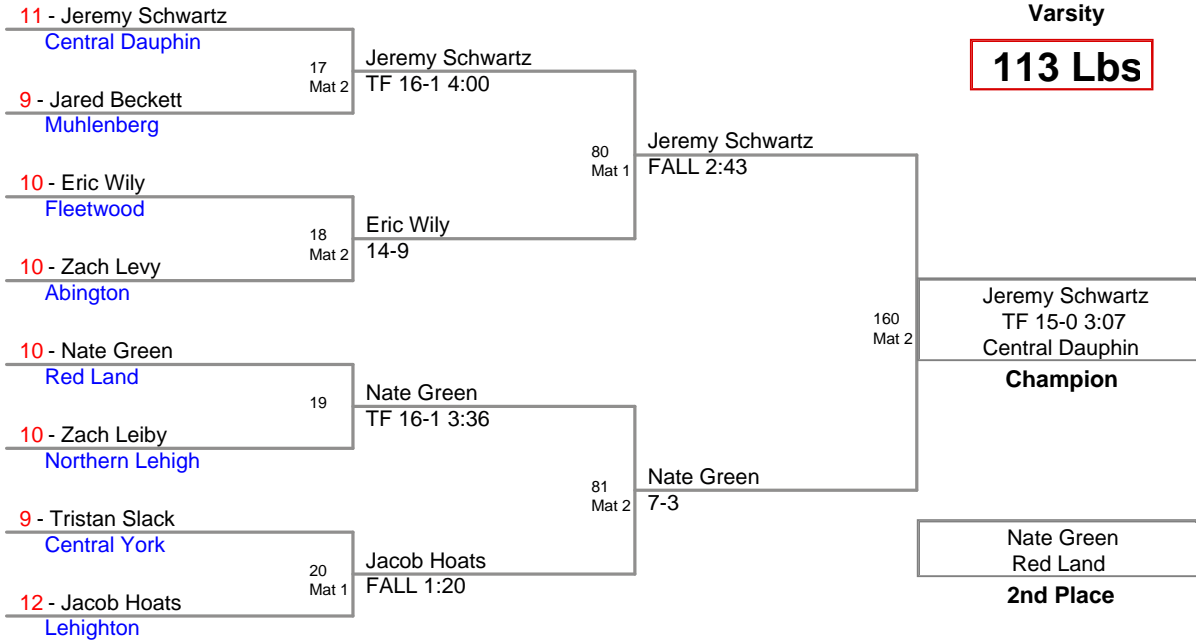 Varsity
113 Lbs
11 - Jeremy Schwartz
Central Dauphin
17
Mat 2
9 - Jared Beckett
Muhlenberg
Jeremy Schwartz
TF 16-1 4:00
10 - Eric Wily
Fleetwood
18
Mat 2
10 - Zach Levy
Abington
Eric Wily
14-9
80
Mat 1
Jeremy Schwartz
FALL 2:43
10 - Nate Green
Red Land
19
10 - Zach Leiby
Northern Lehigh
Nate Green
TF 16-1 3:36
9 - Tristan Slack
Central York
20
Mat 1
12 - Jacob Hoats
Lehighton
Jacob Hoats
FALL 1:20
81
Mat 2
Nate Green
7-3
160
Mat 2
Jeremy Schwartz
TF 15-0 3:07
Central Dauphin
Champion
Nate Green
Red Land
2nd Place